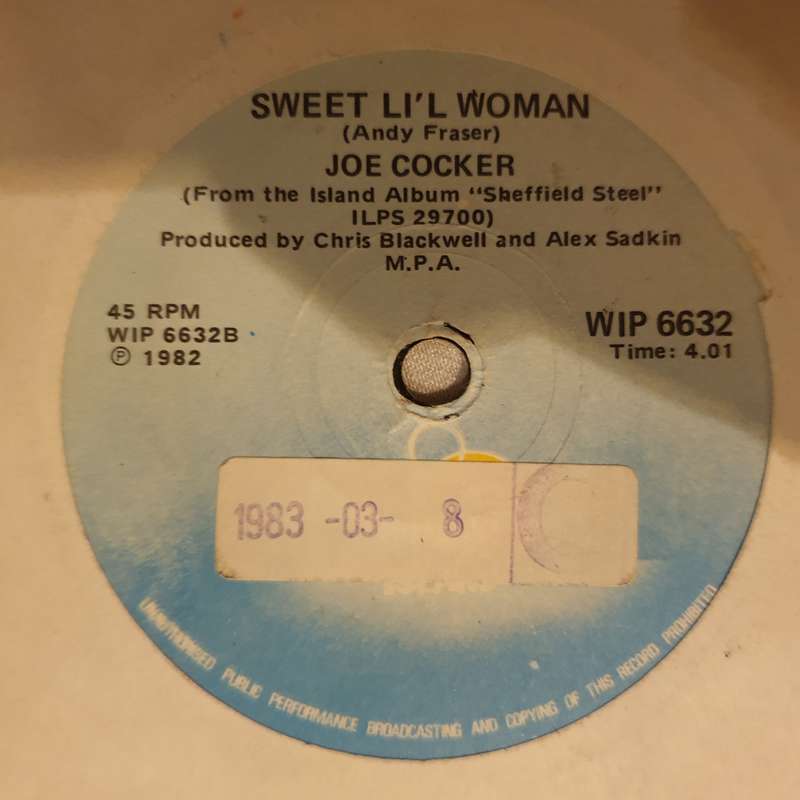 SWEET LI'L WOMAN
(Andy Fraser)
JOE COCKER
(From the Island Album "Sheffield Steel"
ILPS 29700)
Produced by Chris Blackwell and Alex Sadkin
M.P.A.
45 RPM
WIP 6632B
Ⓟ 1982
WIP 6632
Time: 4.01
1983 -03- 8
UNAUTHORISED PUBLIC PERFORMANCE BROADCASTING AND COPYING OF THIS RECORD PROHIBITED